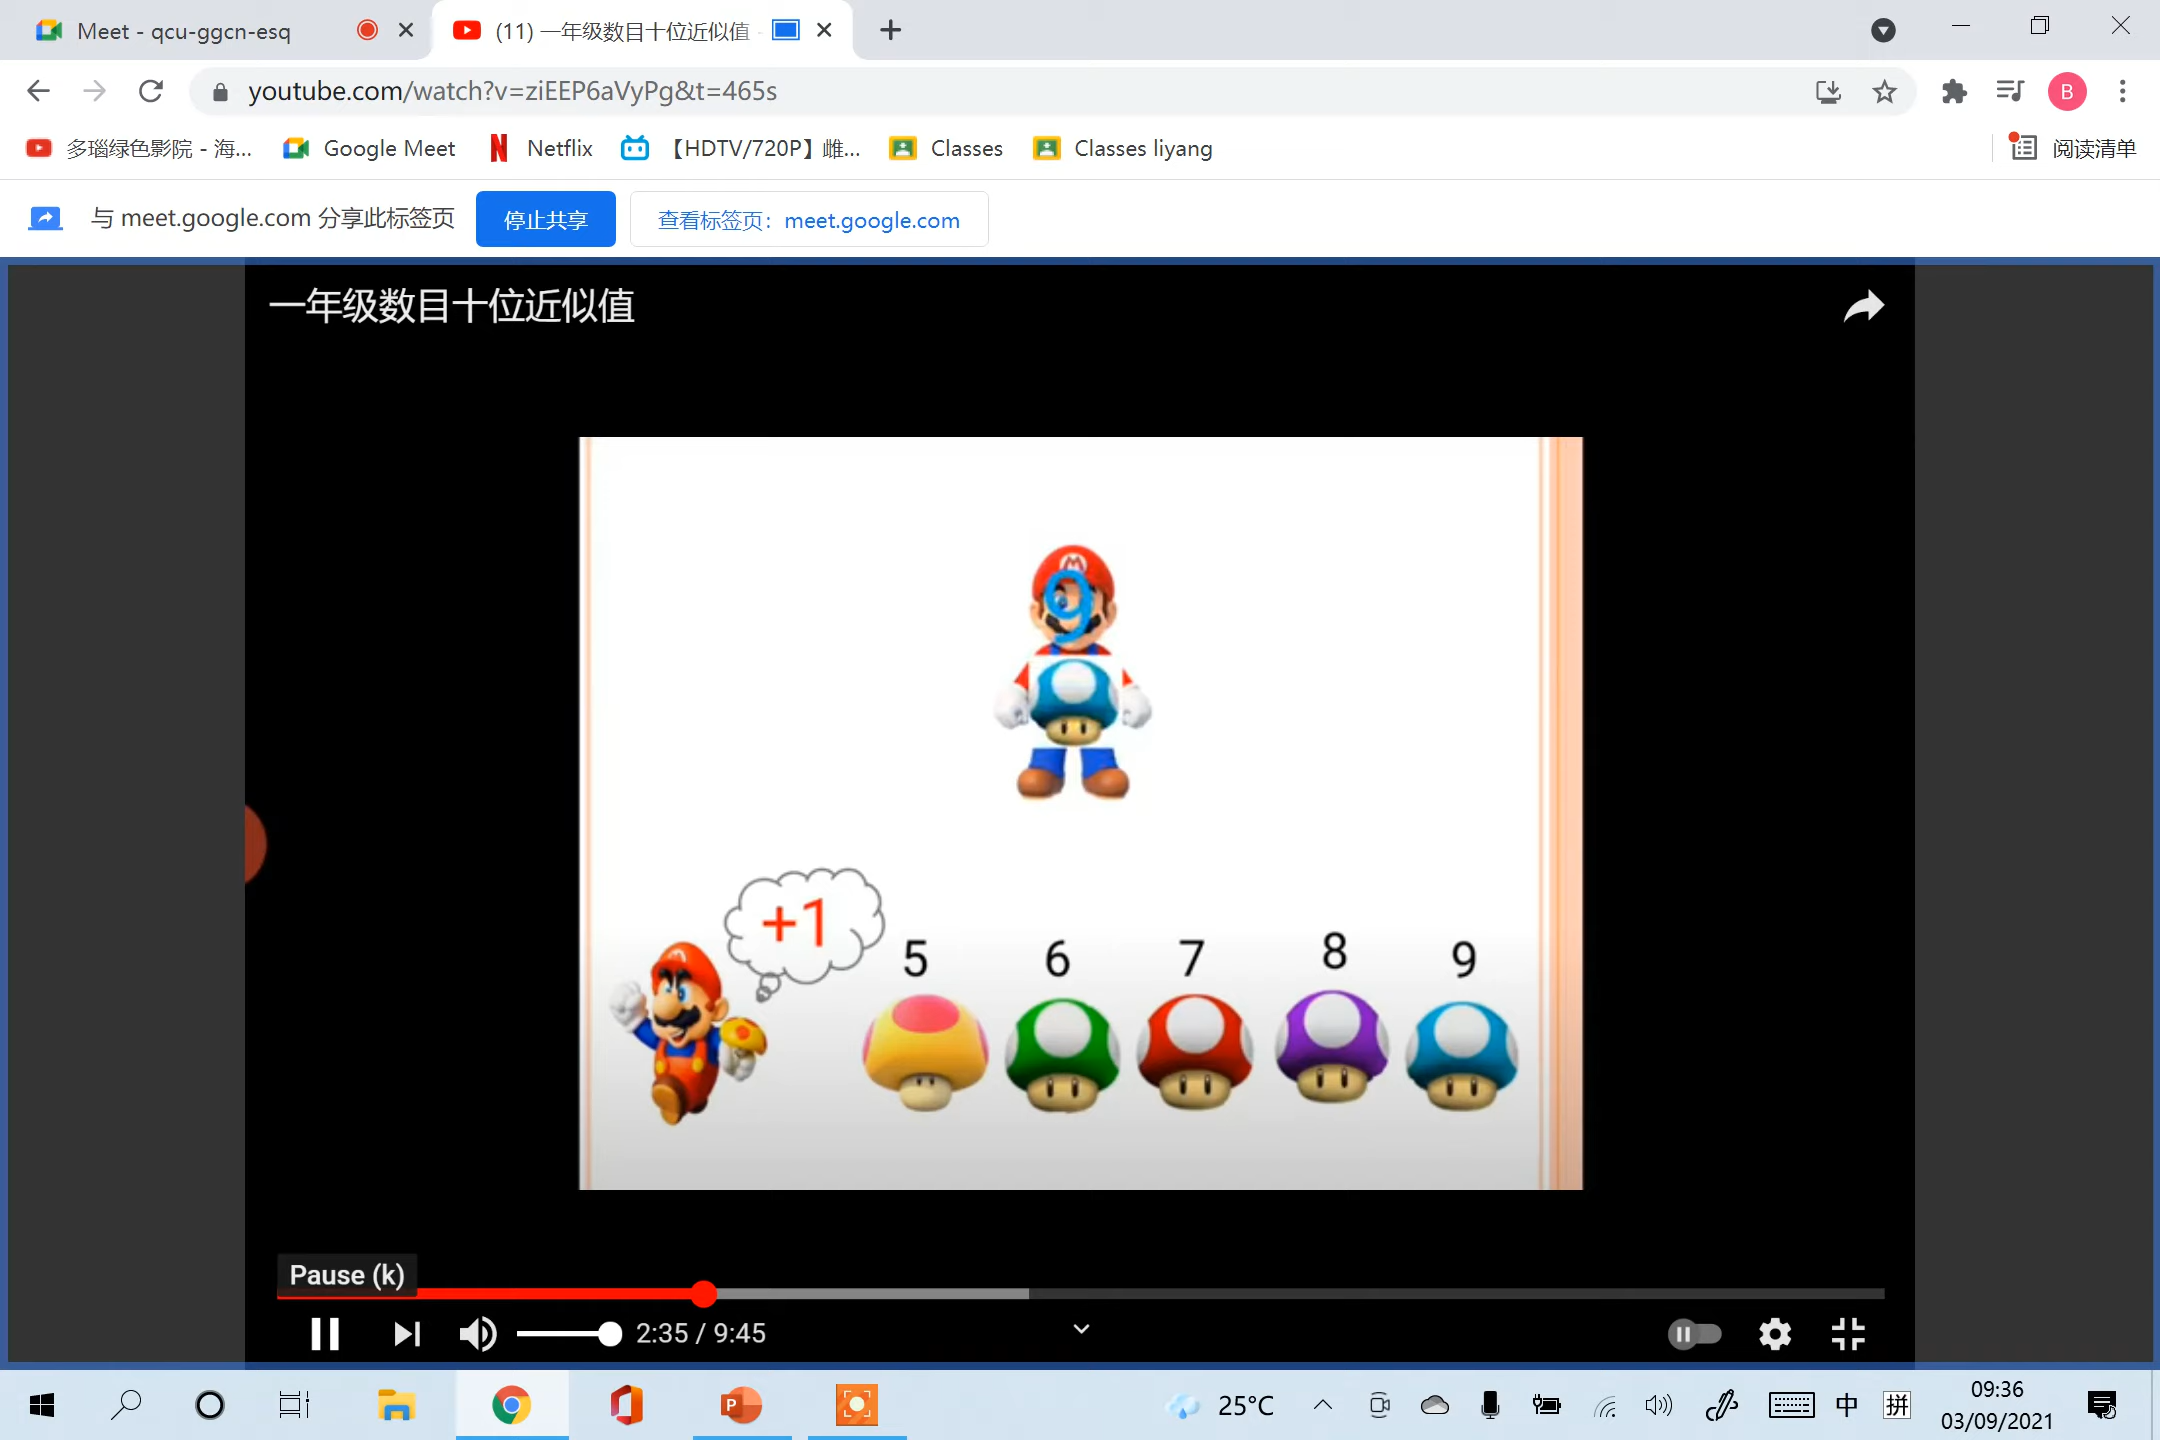 Meet - qcu-ggcn-esq
(11) 一年级数目十位近似值 -
youtube.com/watch?v=ziEEP6aVyPg&t=465s
B
多瑙绿色影院 - 海...
Google Meet
Netflix
【HDTV/720P】雌...
Classes
Classes liyang
阅读清单
与 meet.google.com 分享此标签页
停止共享
查看标签页: meet.google.com
一年级数目十位近似值
M
9
+1
5 6 7 8 9
Pause (k)
2:35 / 9:45
P
25°C
中
拼
09:36
03/09/2021